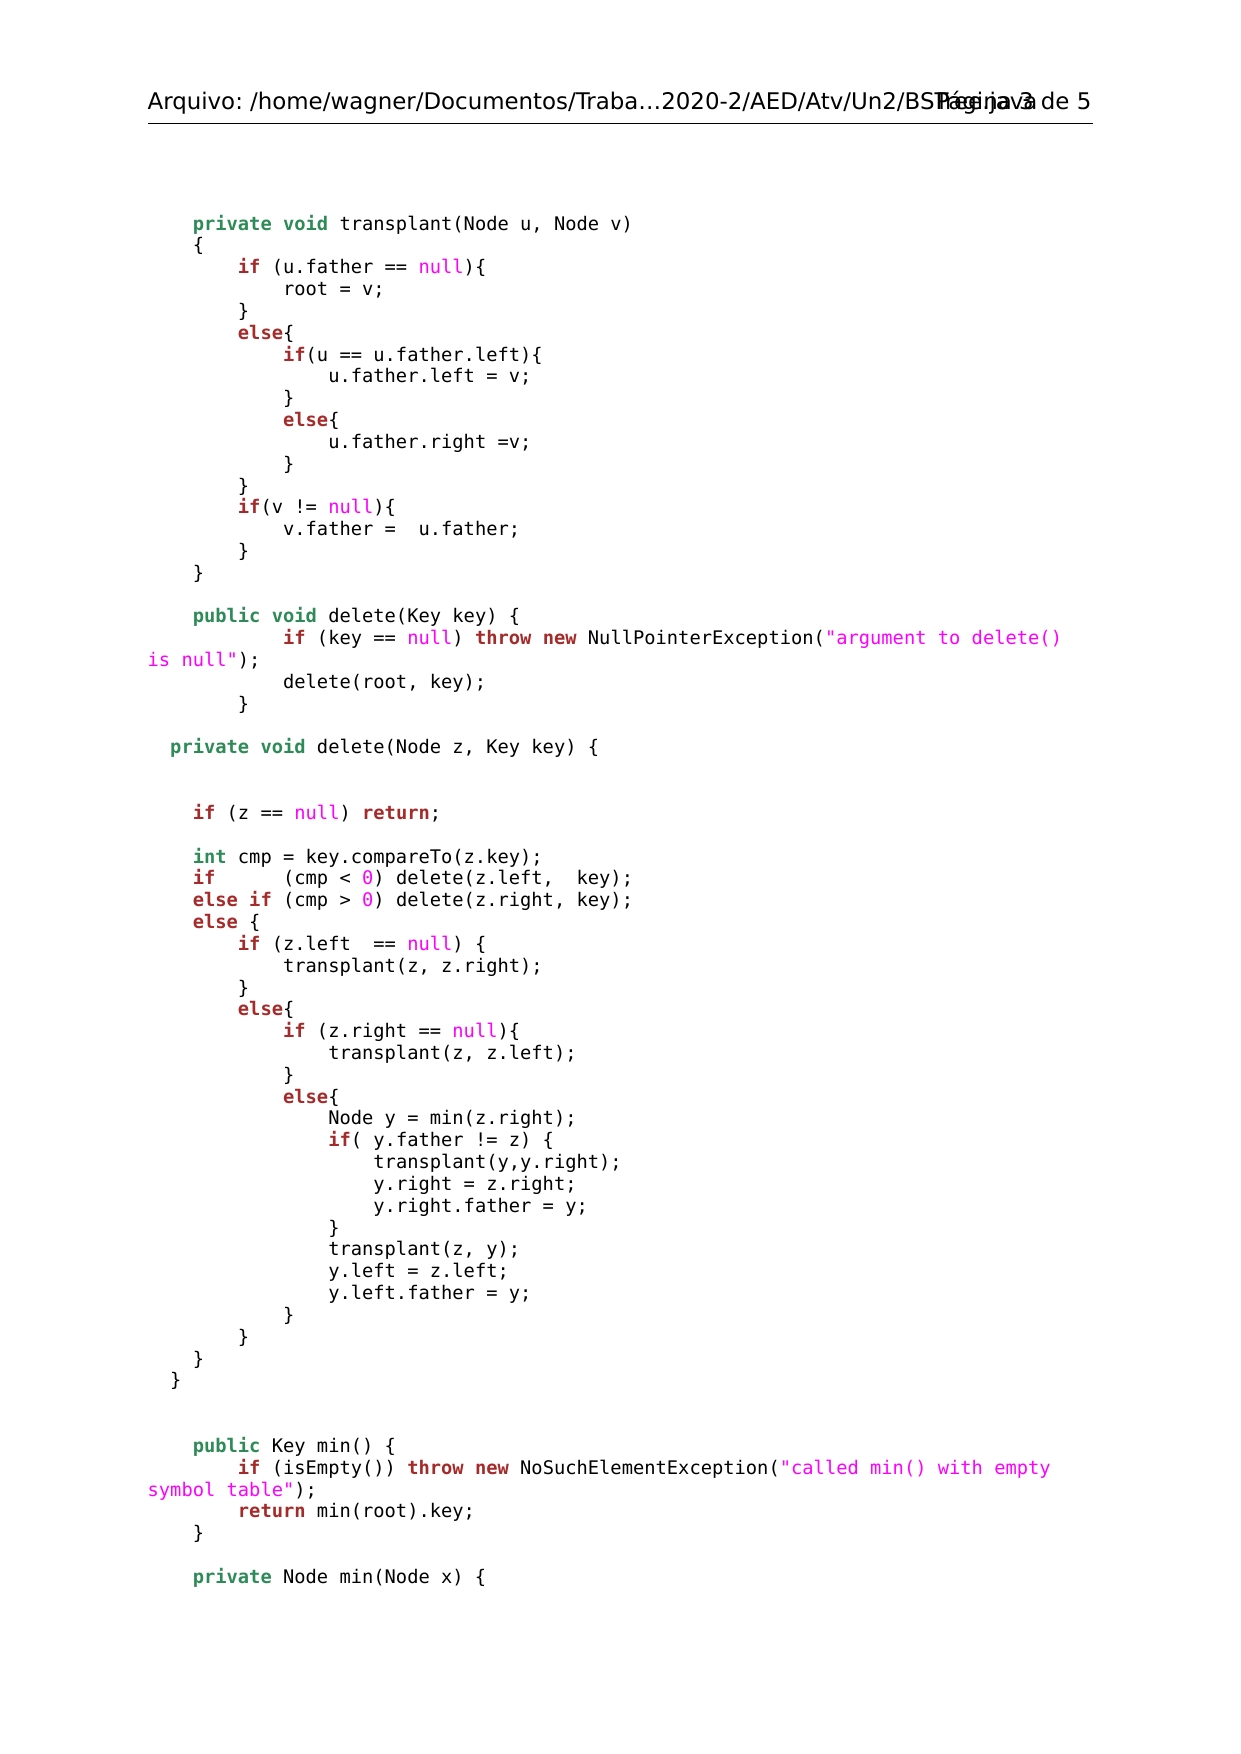 Arquivo: /home/wagner/Documentos/Traba…2020-2/AED/Atv/Un2/BSTree.java Página 3 de 5
private void transplant(Node u, Node v)
{
if (u.father == null){
root = v;
}
else{
if(u == u.father.left){
u.father.left = v;
}
else{
u.father.right =v;
}
}
if(v != null){
v.father =  u.father;
}
}
public void delete(Key key) {
if (key == null) throw new NullPointerException("argument to delete()
is null");
delete(root, key);
}
private void delete(Node z, Key key) {
if (z == null) return;
int cmp = key.compareTo(z.key);
if      (cmp < 0) delete(z.left,  key);
else if (cmp > 0) delete(z.right, key);
else {
if (z.left  == null) {
transplant(z, z.right);
}
else{
if (z.right == null){
transplant(z, z.left);
}
else{
Node y = min(z.right);
if( y.father != z) {
transplant(y,y.right);
y.right = z.right;
y.right.father = y;
}
transplant(z, y);
y.left = z.left;
y.left.father = y;
}
}
}
}
public Key min() {
if (isEmpty()) throw new NoSuchElementException("called min() with empty
symbol table");
return min(root).key;
}
private Node min(Node x) {